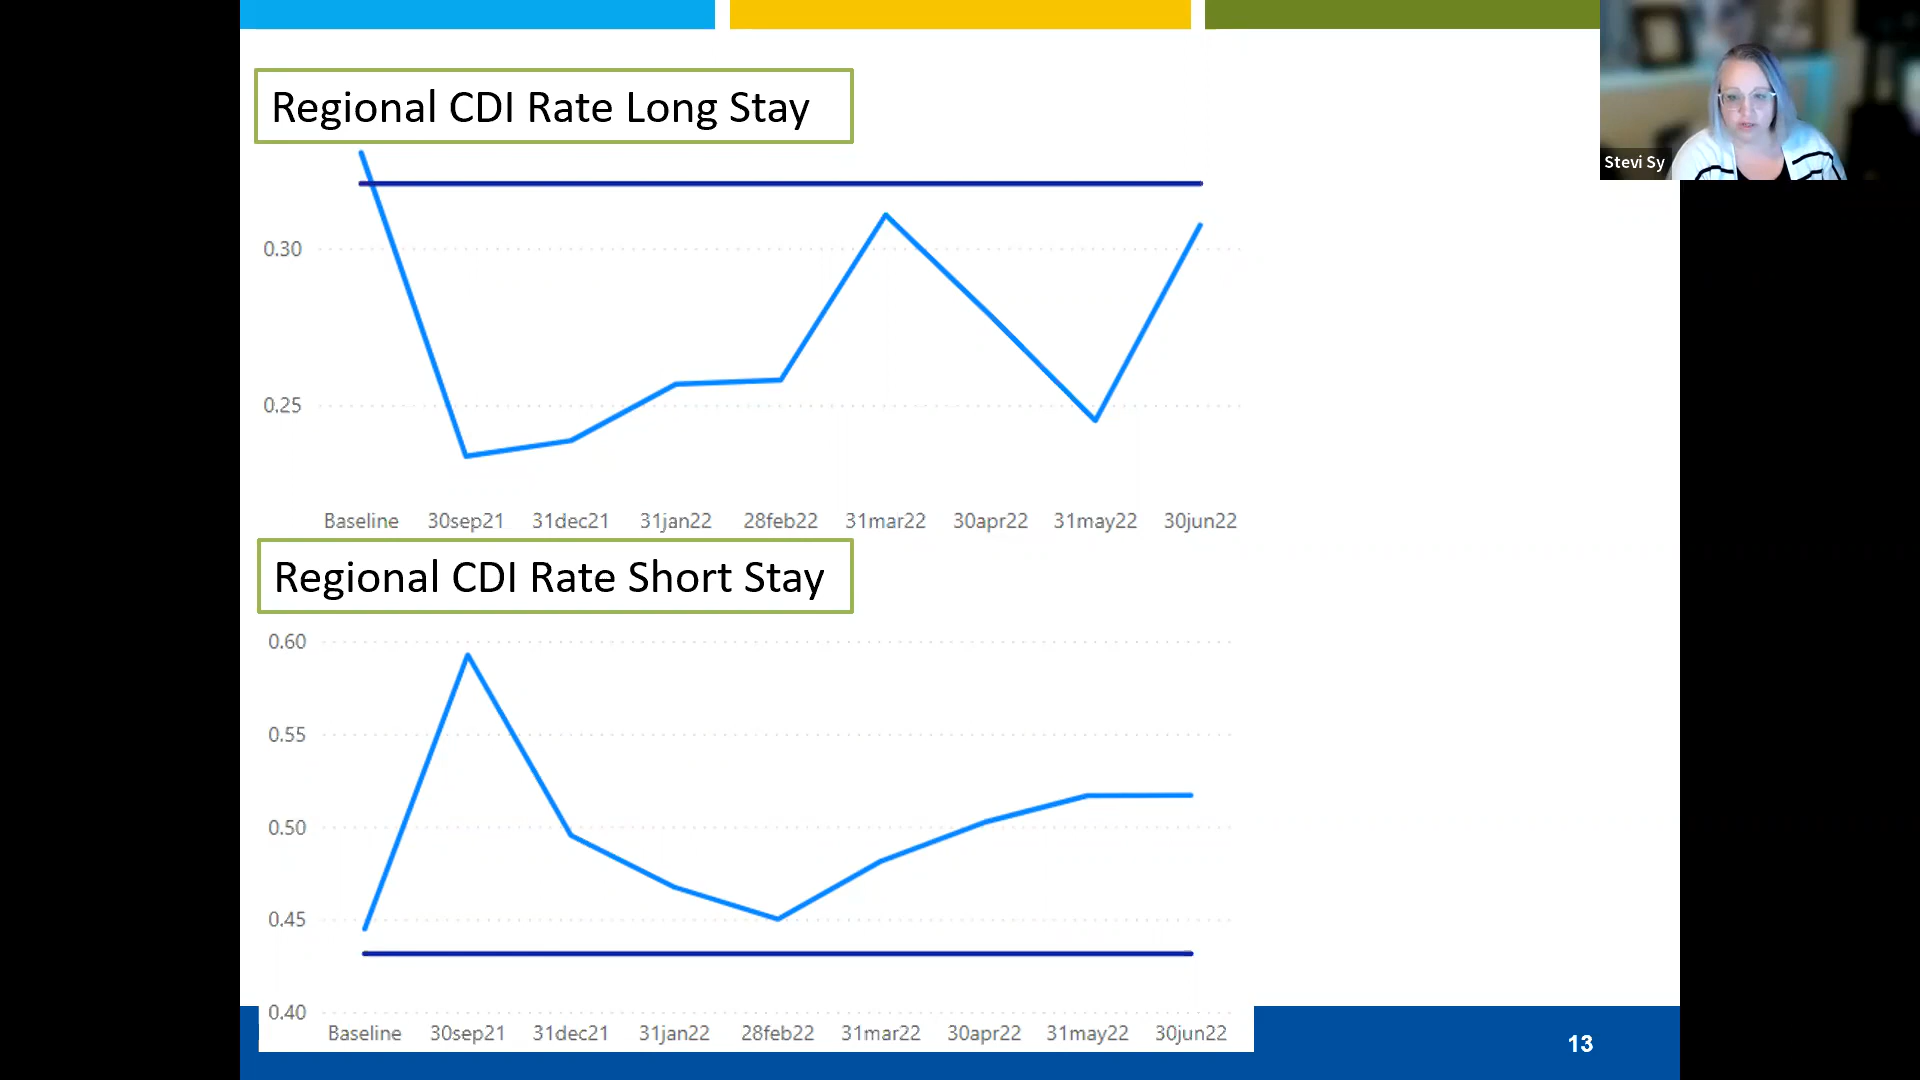 Regional CDI Rate Long Stay
Stevi Sy
0.30
0.25
Baseline 30sep21 31dec21 31jan22 28feb22 31mar22 30apr22 31may22 30jun22
Regional CDI Rate Short Stay
0.60
0.55
0.50
0.45
0.40
Baseline 30sep21 31dec21 31jan22 28feb22 31mar22 30apr22 31may22 30jun22
13